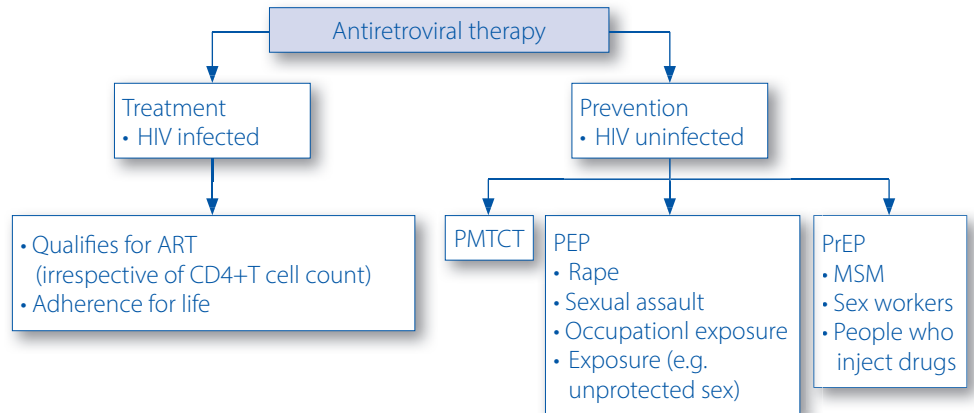 Antiretroviral therapy
Treatment
• HIV infected
Prevention
• HIV uninfected
• Qualifies for ART
(irrespective of CD4+T cell count)
• Adherence for life
PMTCT
PEP
• Rape
• Sexual assault
• Occupationl exposure
• Exposure (e.g.
unprotected sex)
PrEP
• MSM
• Sex workers
• People who
inject drugs